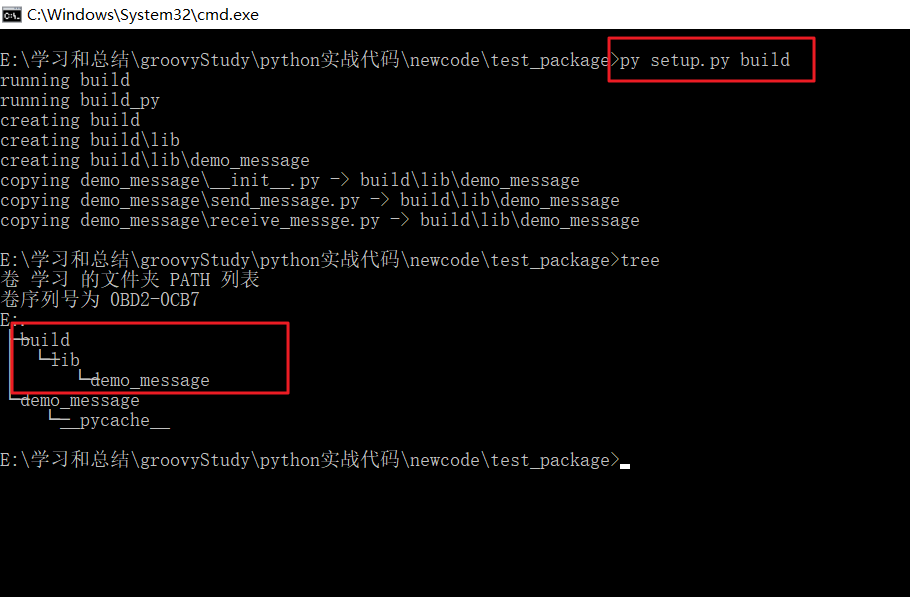 C:\Windows\System32\cmd.exe
E:\学习和总结\groovyStudy\python实战代码\newcode\test_package>py setup.py build
running build
running build_py
creating build
creating build\lib
creating build\lib\demo_message
copying demo_message\__init__.py -> build\lib\demo_message
copying demo_message\send_message.py -> build\lib\demo_message
copying demo_message\receive_messge.py -> build\lib\demo_message
E:\学习和总结\groovyStudy\python实战代码\newcode\test_package>tree
卷 学习 的文件夹 PATH 列表
卷序列号为 0BD2-0CB7
E:.
├─build
│  └─lib
│      └─demo_message
└─demo_message
    └─__pycache__
E:\学习和总结\groovyStudy\python实战代码\newcode\test_package>